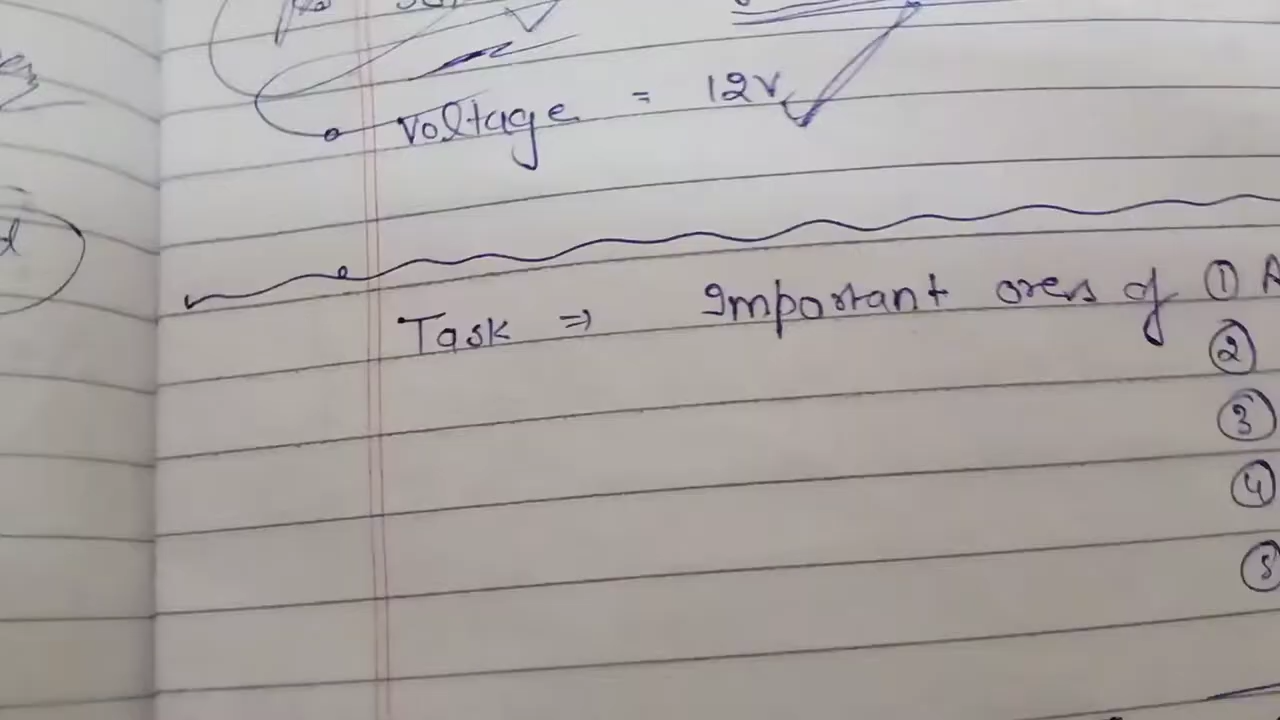 Voltage = 12V
Task ⇒ Important ores of ① A
②
③
④
⑤